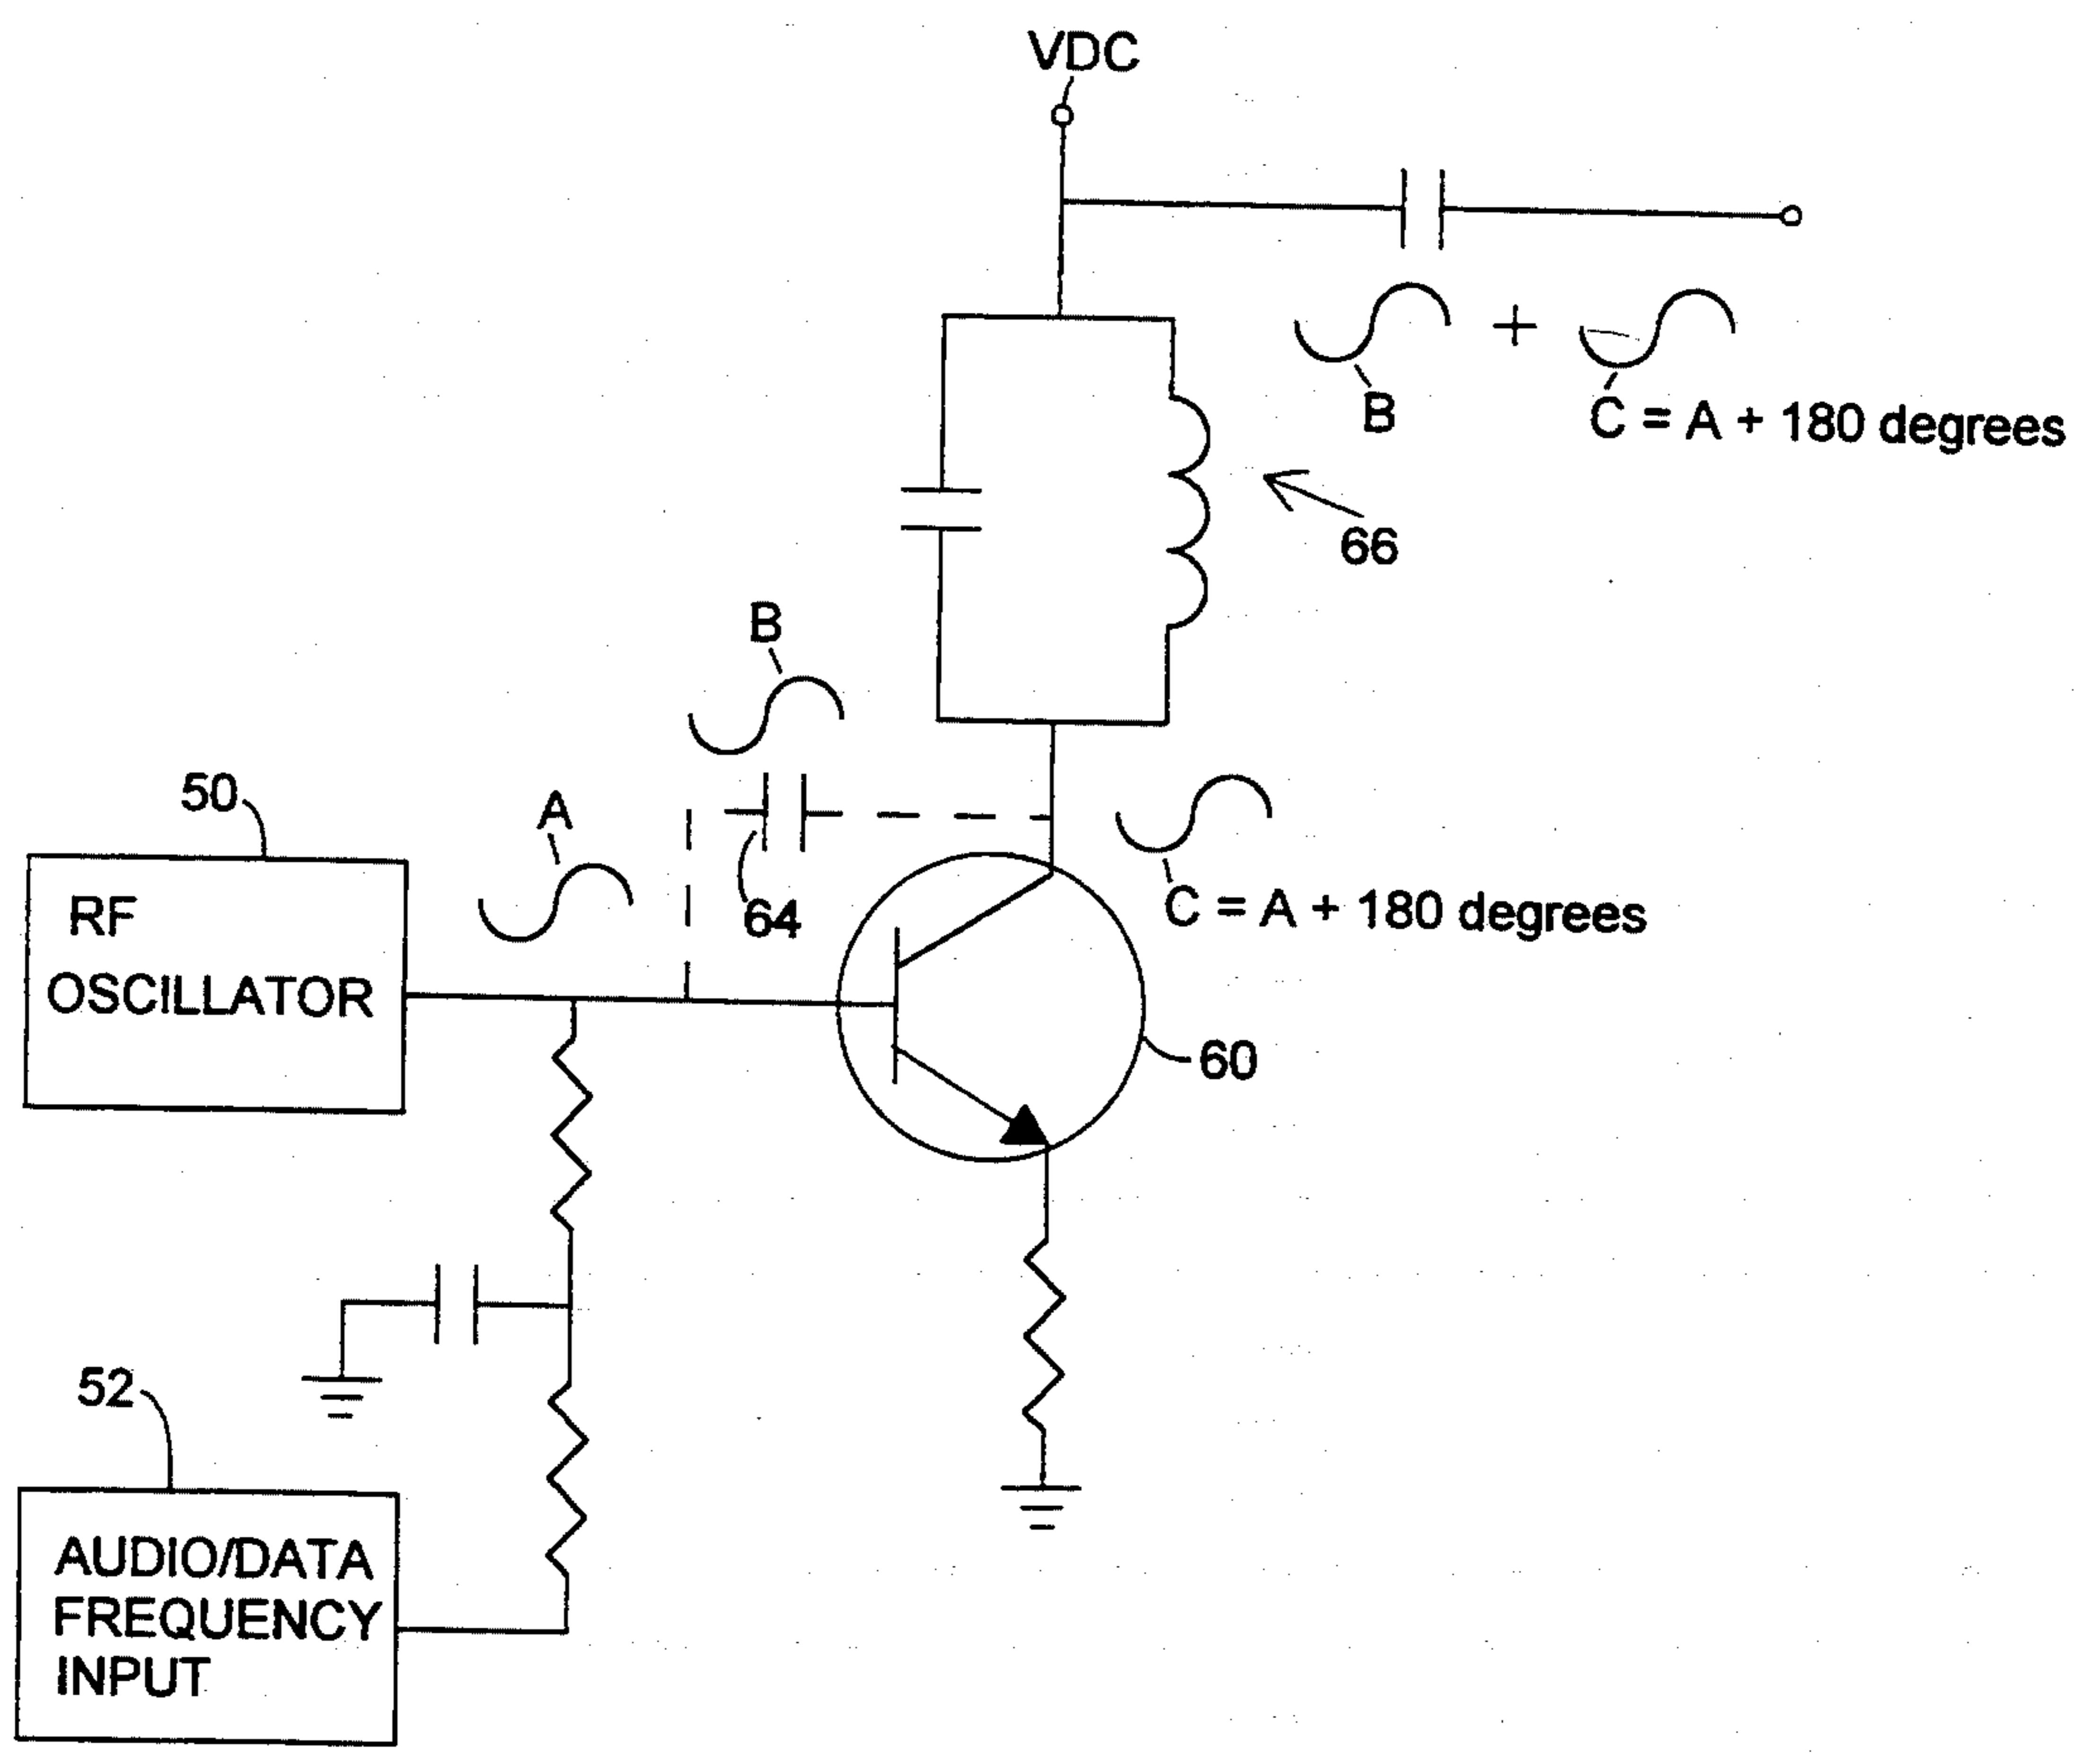 VDC
B
C = A + 180 degrees
66
B
50
A
64
C = A + 180 degrees
RF
OSCILLATOR
60
52
AUDIO/DATA
FREQUENCY
INPUT